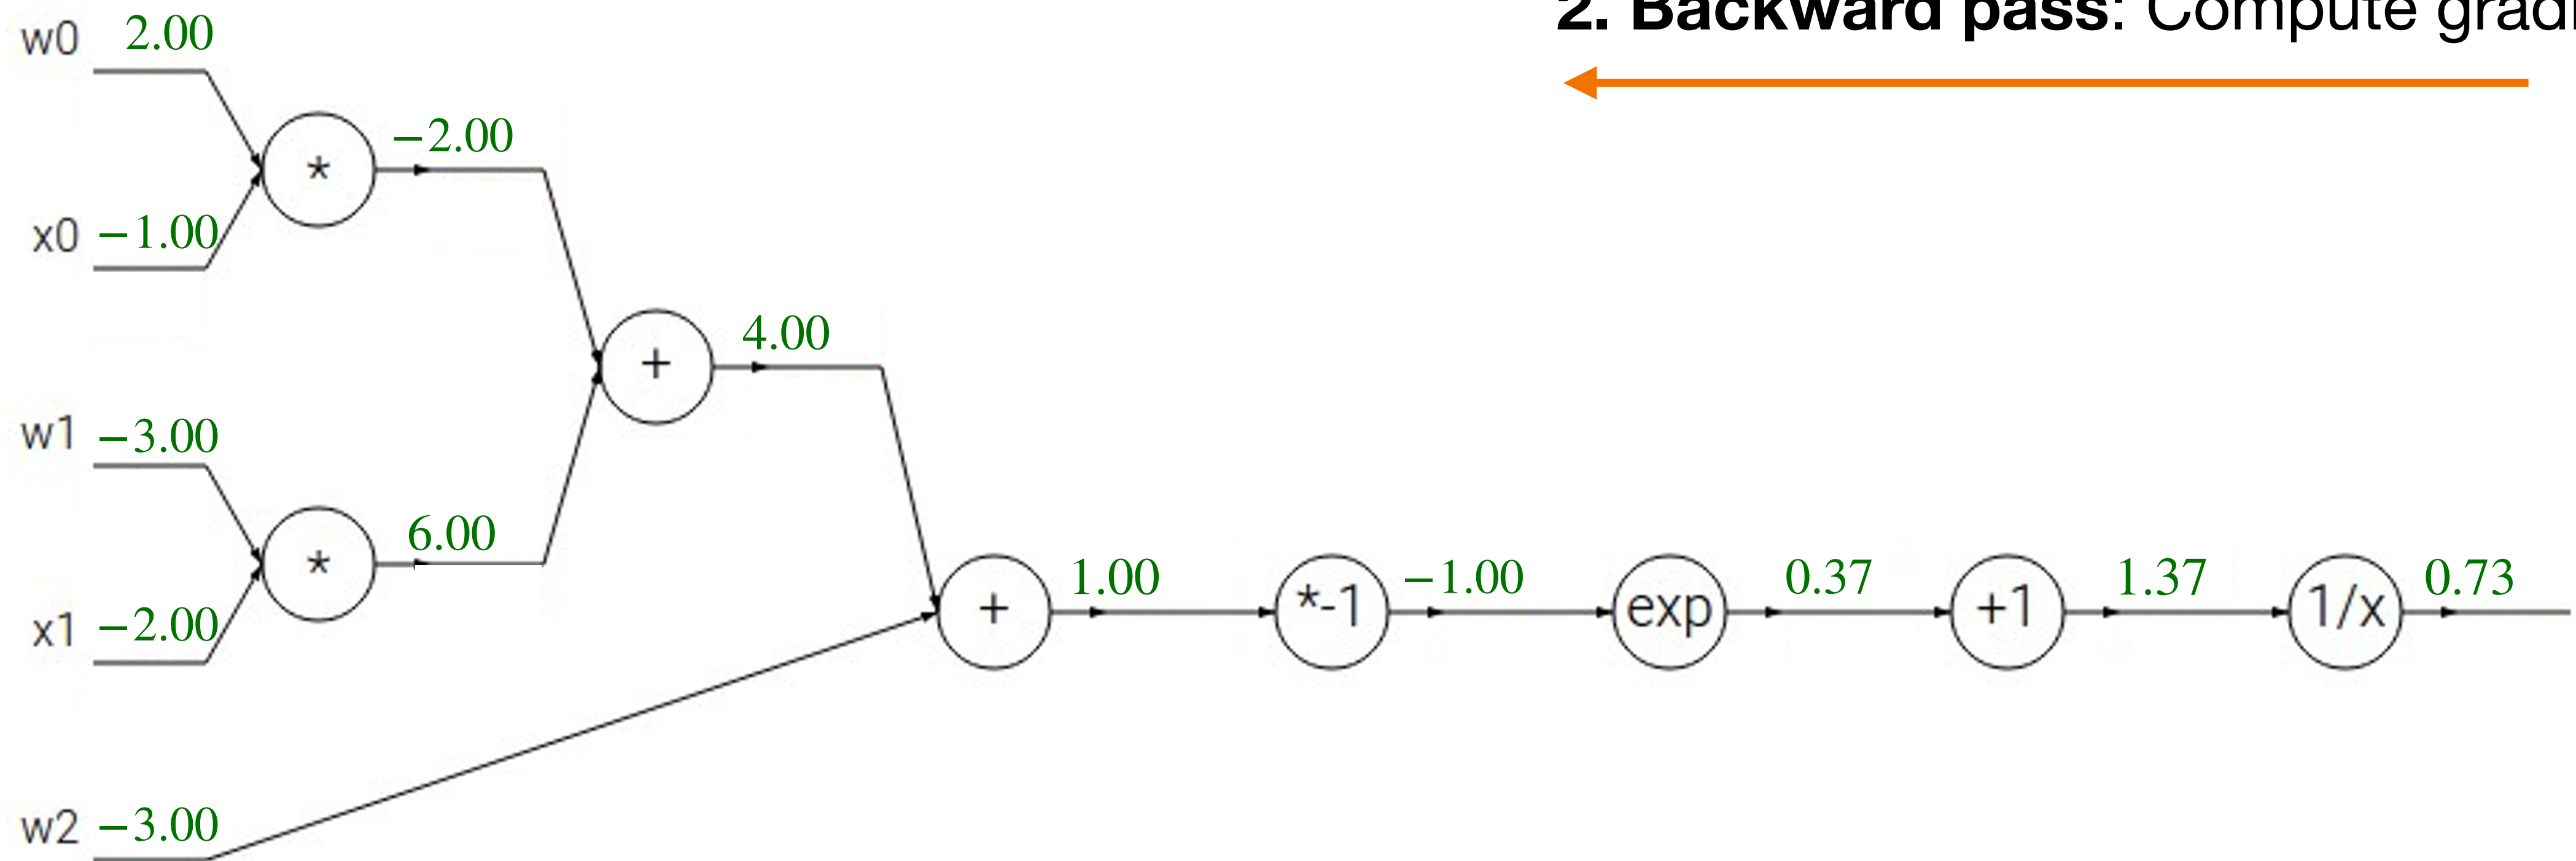 2. Backward pass: Compute
w0 2.00
* −2.00
x0 −1.00
+ 4.00
w1 −3.00
* 6.00
x1 −2.00
+ 1.00 *-1 −1.00 exp 0.37 +1 1.37 1/x 0.73
w2 −3.00